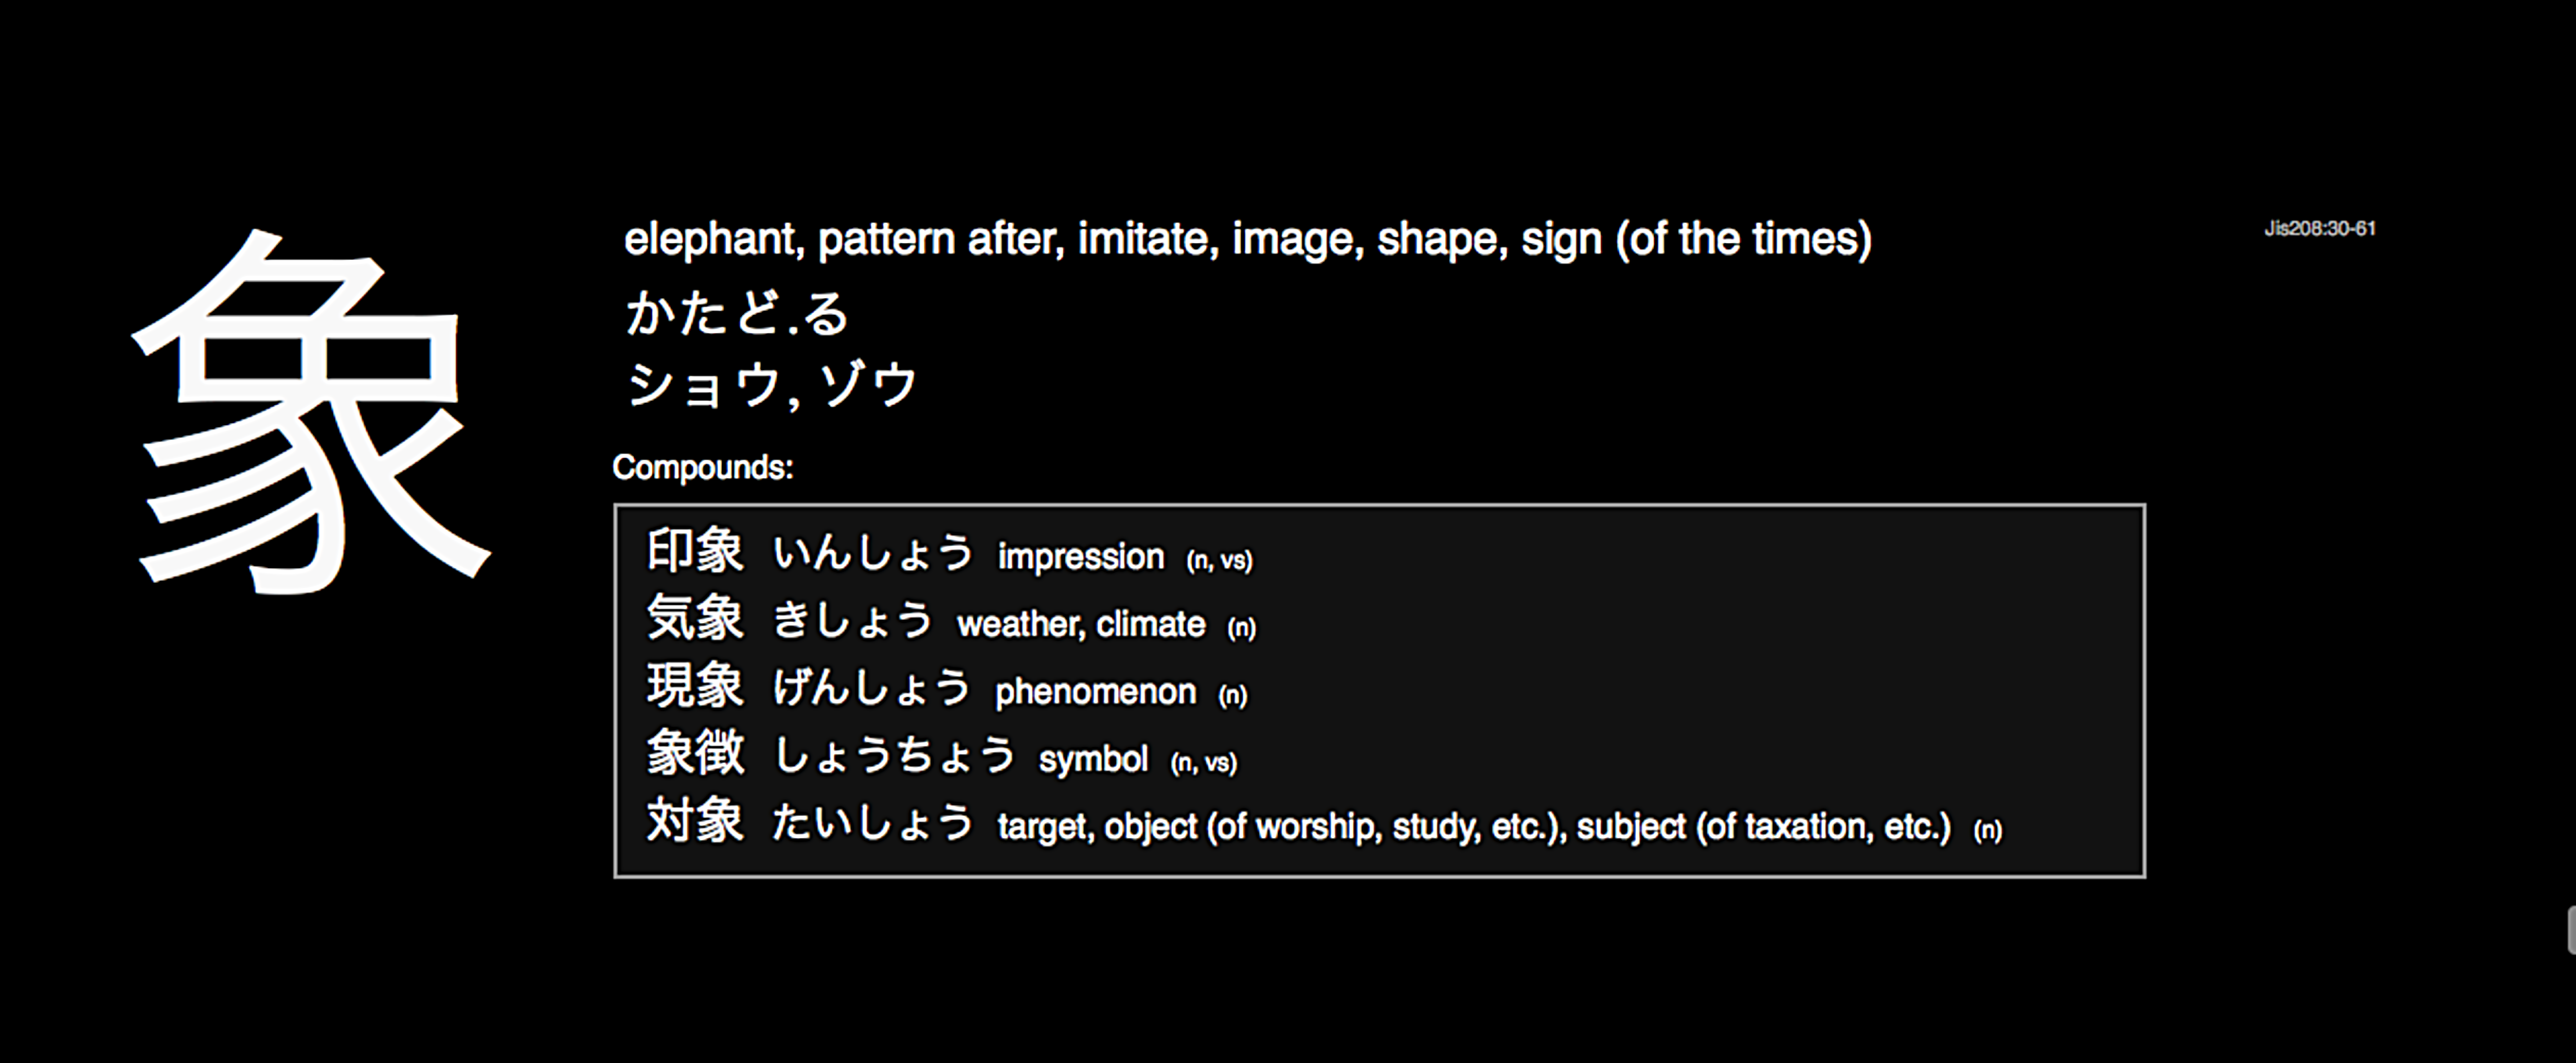 象
elephant, pattern after, imitate, image, shape, sign (of the times)
Jis208:30-61
かたど.る
ショウ, ゾウ
Compounds:
印象 いんしょう impression (n, vs)
気象 きしょう weather, climate (n)
現象 げんしょう phenomenon (n)
象徴 しょうちょう symbol (n, vs)
対象 たいしょう target, object (of worship, study, etc.), subject (of taxation, etc.) (n)